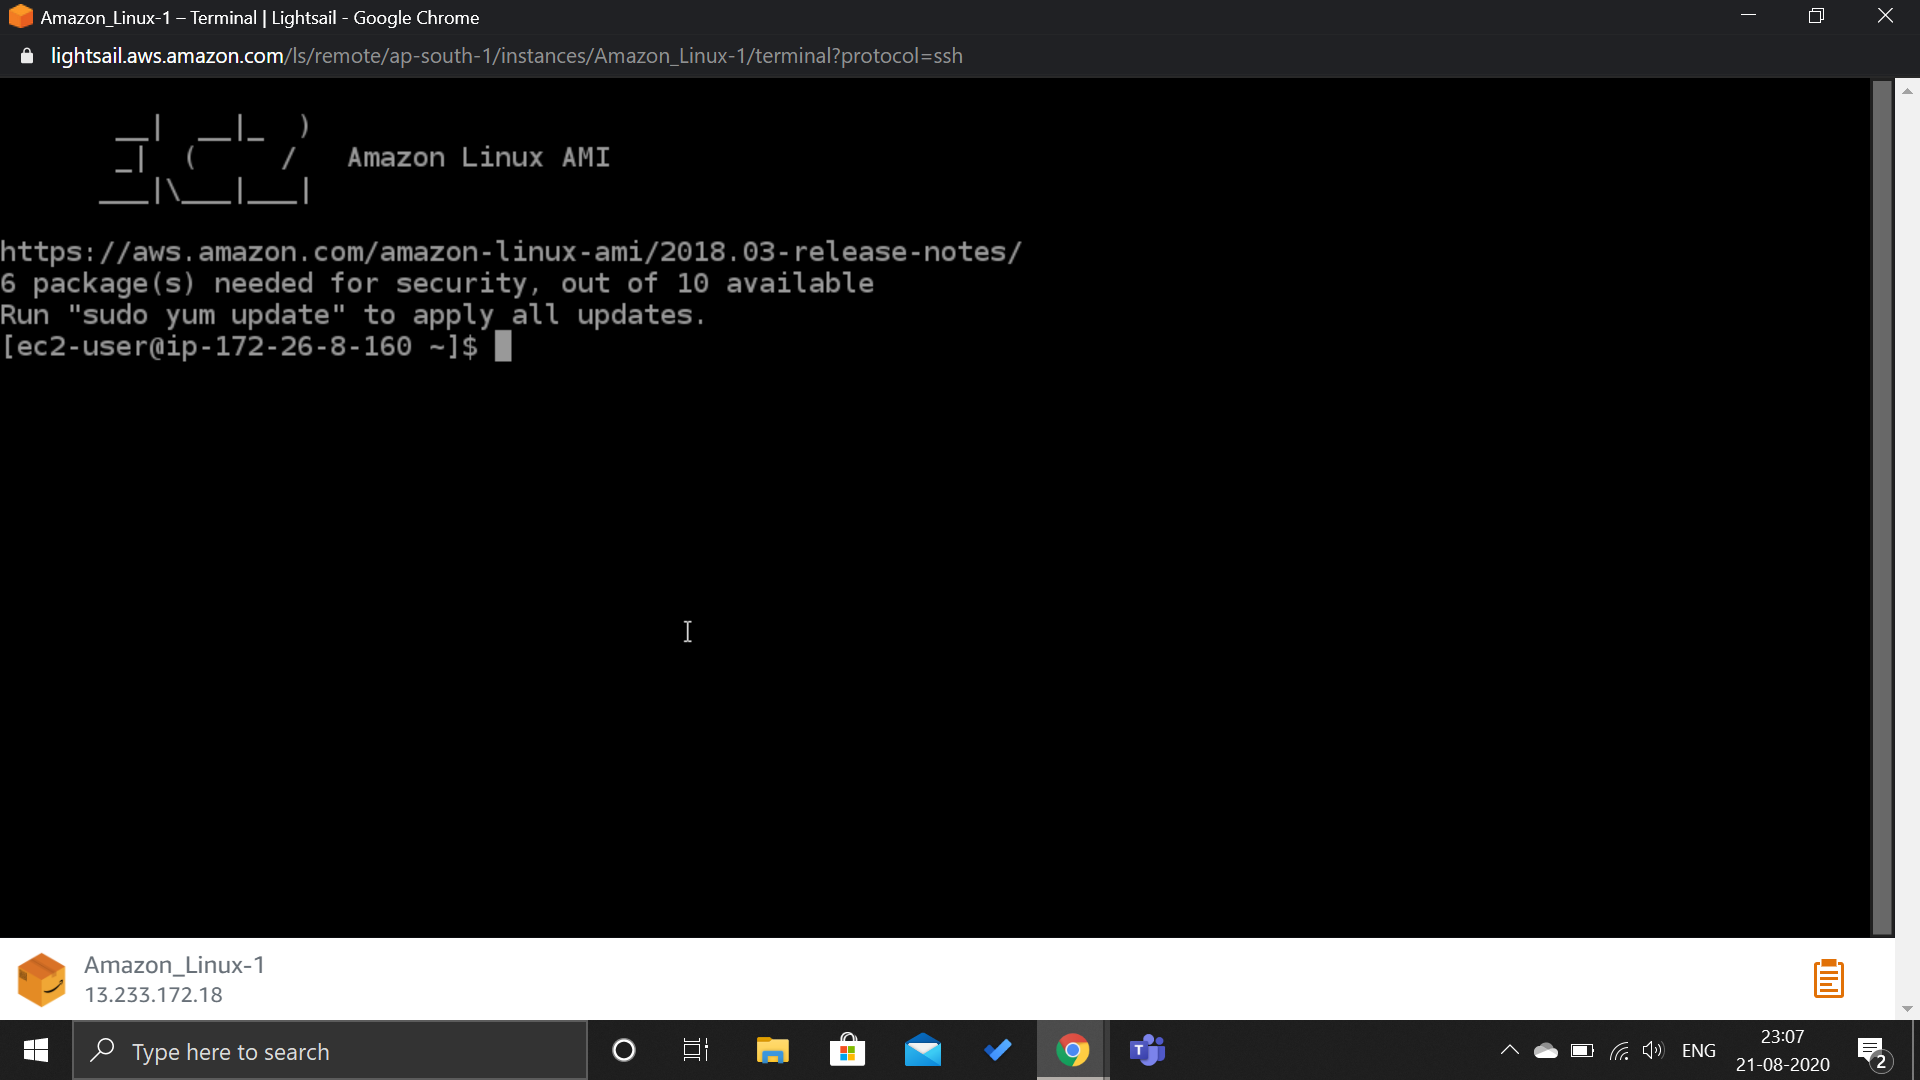 Amazon_Linux-1 – Terminal | Lightsail - Google Chrome
lightsail.aws.amazon.com/ls/remote/ap-south-1/instances/Amazon_Linux-1/terminal?protocol=ssh
       __|  __|_  )
       _|  (     /   Amazon Linux AMI
      ___|\___|___|
https://aws.amazon.com/amazon-linux-ami/2018.03-release-notes/
6 package(s) needed for security, out of 10 available
Run "sudo yum update" to apply all updates.
[ec2-user@ip-172-26-8-160 ~]$
Amazon_Linux-1
13.233.172.18
Type here to search
ENG
23:07
21-08-2020
2